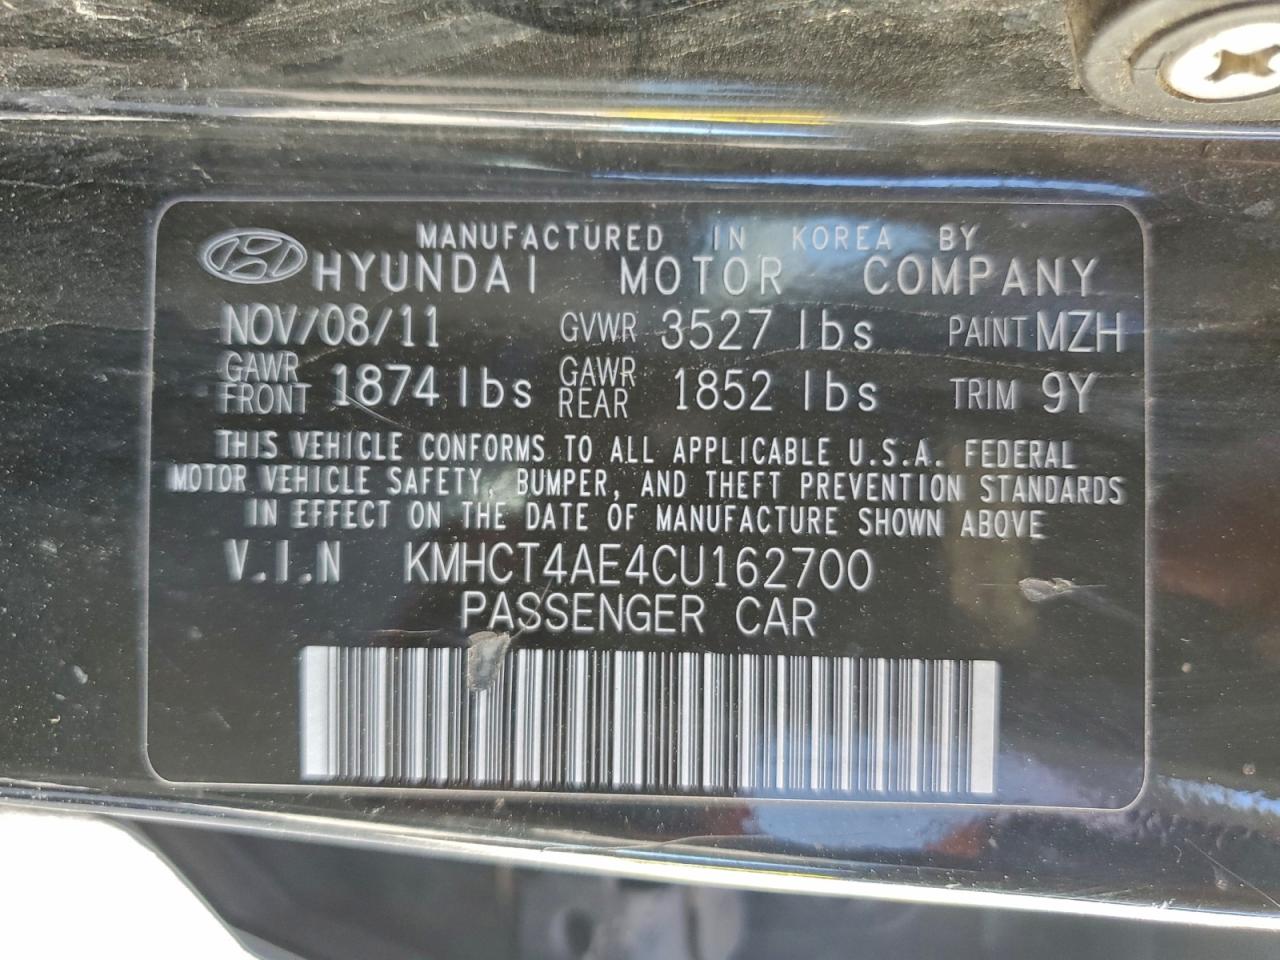 MANUFACTURED IN KOREA BY
HYUNDAI MOTOR COMPANY
NOV/08/11 GVWR 3527 lbs PAINT MZH
GAWR FRONT 1874 lbs GAWR REAR 1852 lbs TRIM 9Y
THIS VEHICLE CONFORMS TO ALL APPLICABLE U.S.A. FEDERAL
MOTOR VEHICLE SAFETY, BUMPER, AND THEFT PREVENTION STANDARDS
IN EFFECT ON THE DATE OF MANUFACTURE SHOWN ABOVE
V.I.N KMHCT4AE4CU162700
PASSENGER CAR